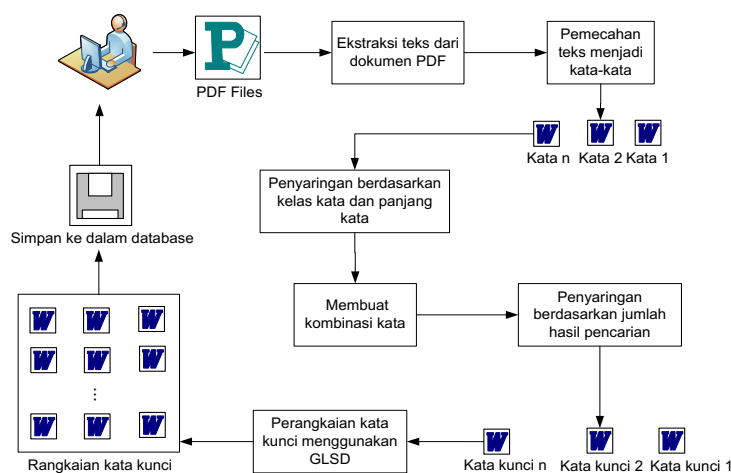 PDF Files
Ekstraksi teks dari
dokumen PDF
Pemecahan
teks menjadi
kata-kata
W
W
W
Kata n
Kata 2
Kata 1
Penyaringan berdasarkan
kelas kata dan panjang
kata
Membuat
kombinasi kata
Penyaringan
berdasarkan jumlah
hasil pencarian
W
W
W
Kata kunci n
Kata kunci 2
Kata kunci 1
Perangkaian kata
kunci menggunakan
GLSD
W W W
W W W
...
W W W
Rangkaian kata kunci
Simpan ke dalam database
P